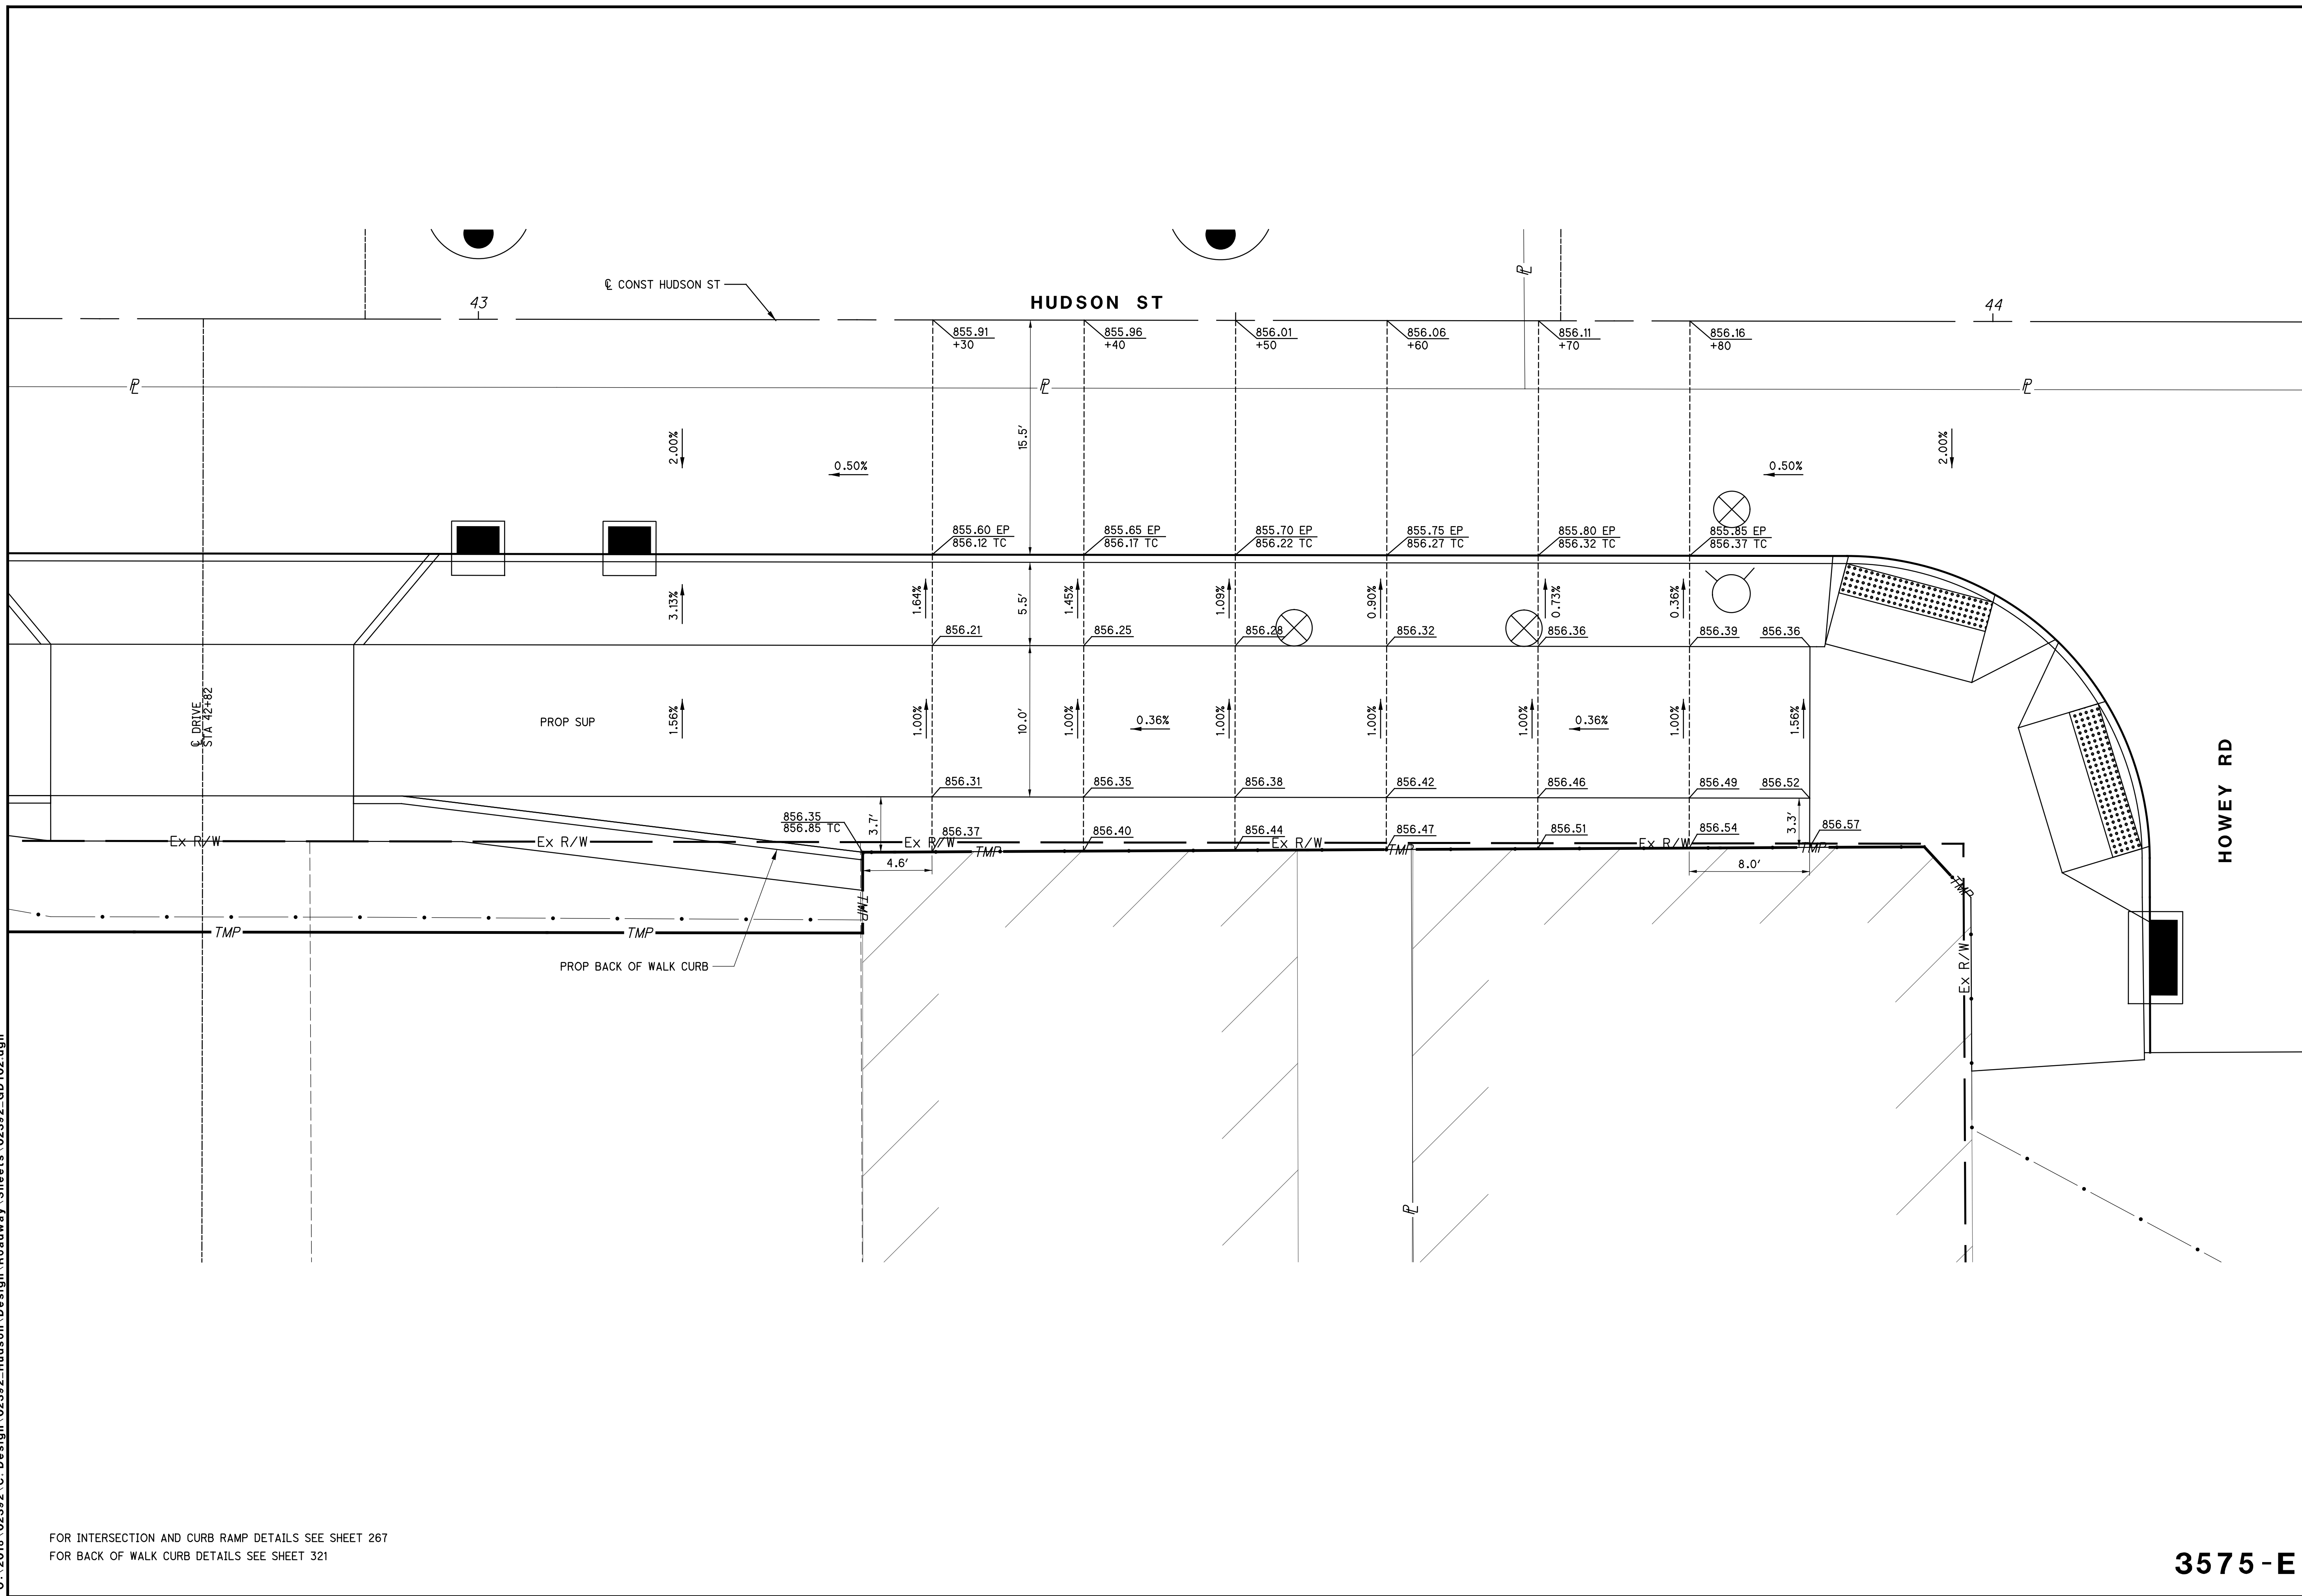 ℄ CONST HUDSON ST
HUDSON ST
43
44
℄ DRIVE
STA 42+82
855.91
+30
855.96
+40
856.01
+50
856.06
+60
856.11
+70
856.16
+80
2.00%
0.50%
15.5'
0.50%
2.00%
855.60 EP
856.12 TC
855.65 EP
856.17 TC
855.70 EP
856.22 TC
855.75 EP
856.27 TC
855.80 EP
856.32 TC
855.85 EP
856.37 TC
3.13%
1.64%
5.5'
1.45%
1.09%
0.90%
0.73%
0.36%
856.21
856.25
856.28
856.32
856.36
856.39
856.36
PROP SUP
1.56%
1.00%
10.0'
1.00%
0.36%
1.00%
1.00%
1.00%
0.36%
1.00%
1.56%
HOWEY RD
856.31
856.35
856.38
856.42
856.46
856.49
856.52
856.35
856.85 TC
3.7'
856.37
856.40
856.44
856.47
856.51
856.54
3.3'
856.57
Ex R/W
Ex R/W
Ex R/W
Ex R/W
Ex R/W
TMP
TMP
TMP
TMP
4.6'
8.0'
TMP
TMP
TMP
Ex R/W
PROP BACK OF WALK CURB
FOR INTERSECTION AND CURB RAMP DETAILS SEE SHEET 267
FOR BACK OF WALK CURB DETAILS SEE SHEET 321
3575-E